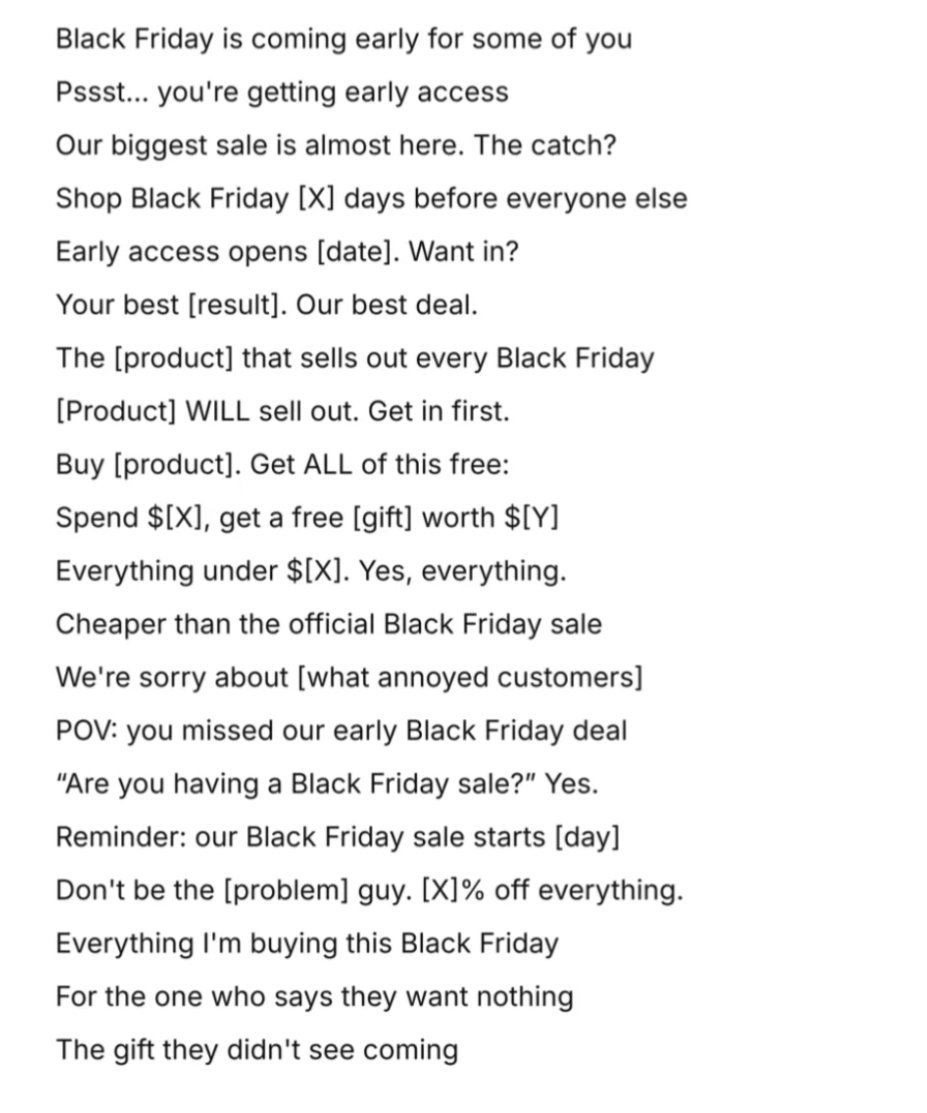 Black Friday is coming early for some of you
Pssst... you're getting early access
Our biggest sale is almost here. The catch?
Shop Black Friday [X] days before everyone else
Early access opens [date]. Want in?
Your best [result]. Our best deal.
The [product] that sells out every Black Friday
[Product] WILL sell out. Get in first.
Buy [product]. Get ALL of this free:
Spend $[X], get a free [gift] worth $[Y]
Everything under $[X]. Yes, everything.
Cheaper than the official Black Friday sale
We're sorry about [what annoyed customers]
POV: you missed our early Black Friday deal
“Are you having a Black Friday sale?” Yes.
Reminder: our Black Friday sale starts [day]
Don't be the [problem] guy. [X]% off everything.
Everything I'm buying this Black Friday
For the one who says they want nothing
The gift they didn't see coming